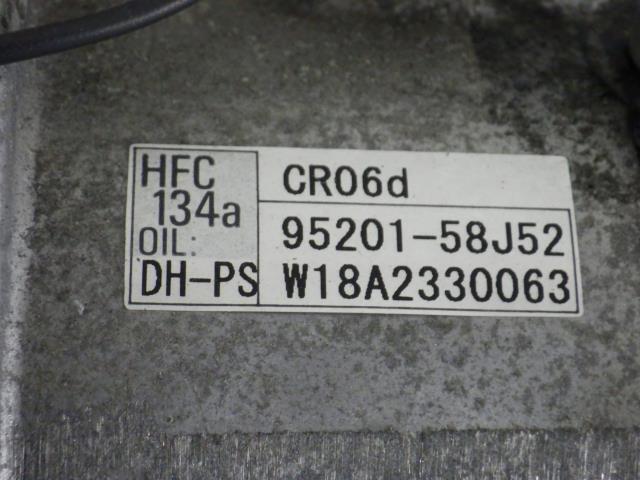 HFC
134a
OIL:
DH-PS
CR06d
95201-58J52
W18A2330063